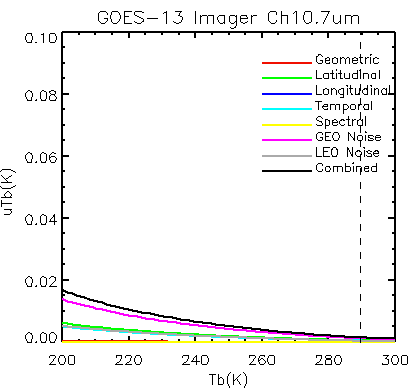 GOES-13 Imager Ch10.7um
0.10
0.08
0.06
0.04
0.02
0.00
uTb(K)
Geometric
Latitudinal
Longitudinal
Temporal
Spectral
GEO Noise
LEO Noise
Combined
200 220 240 260 280 300
Tb(K)